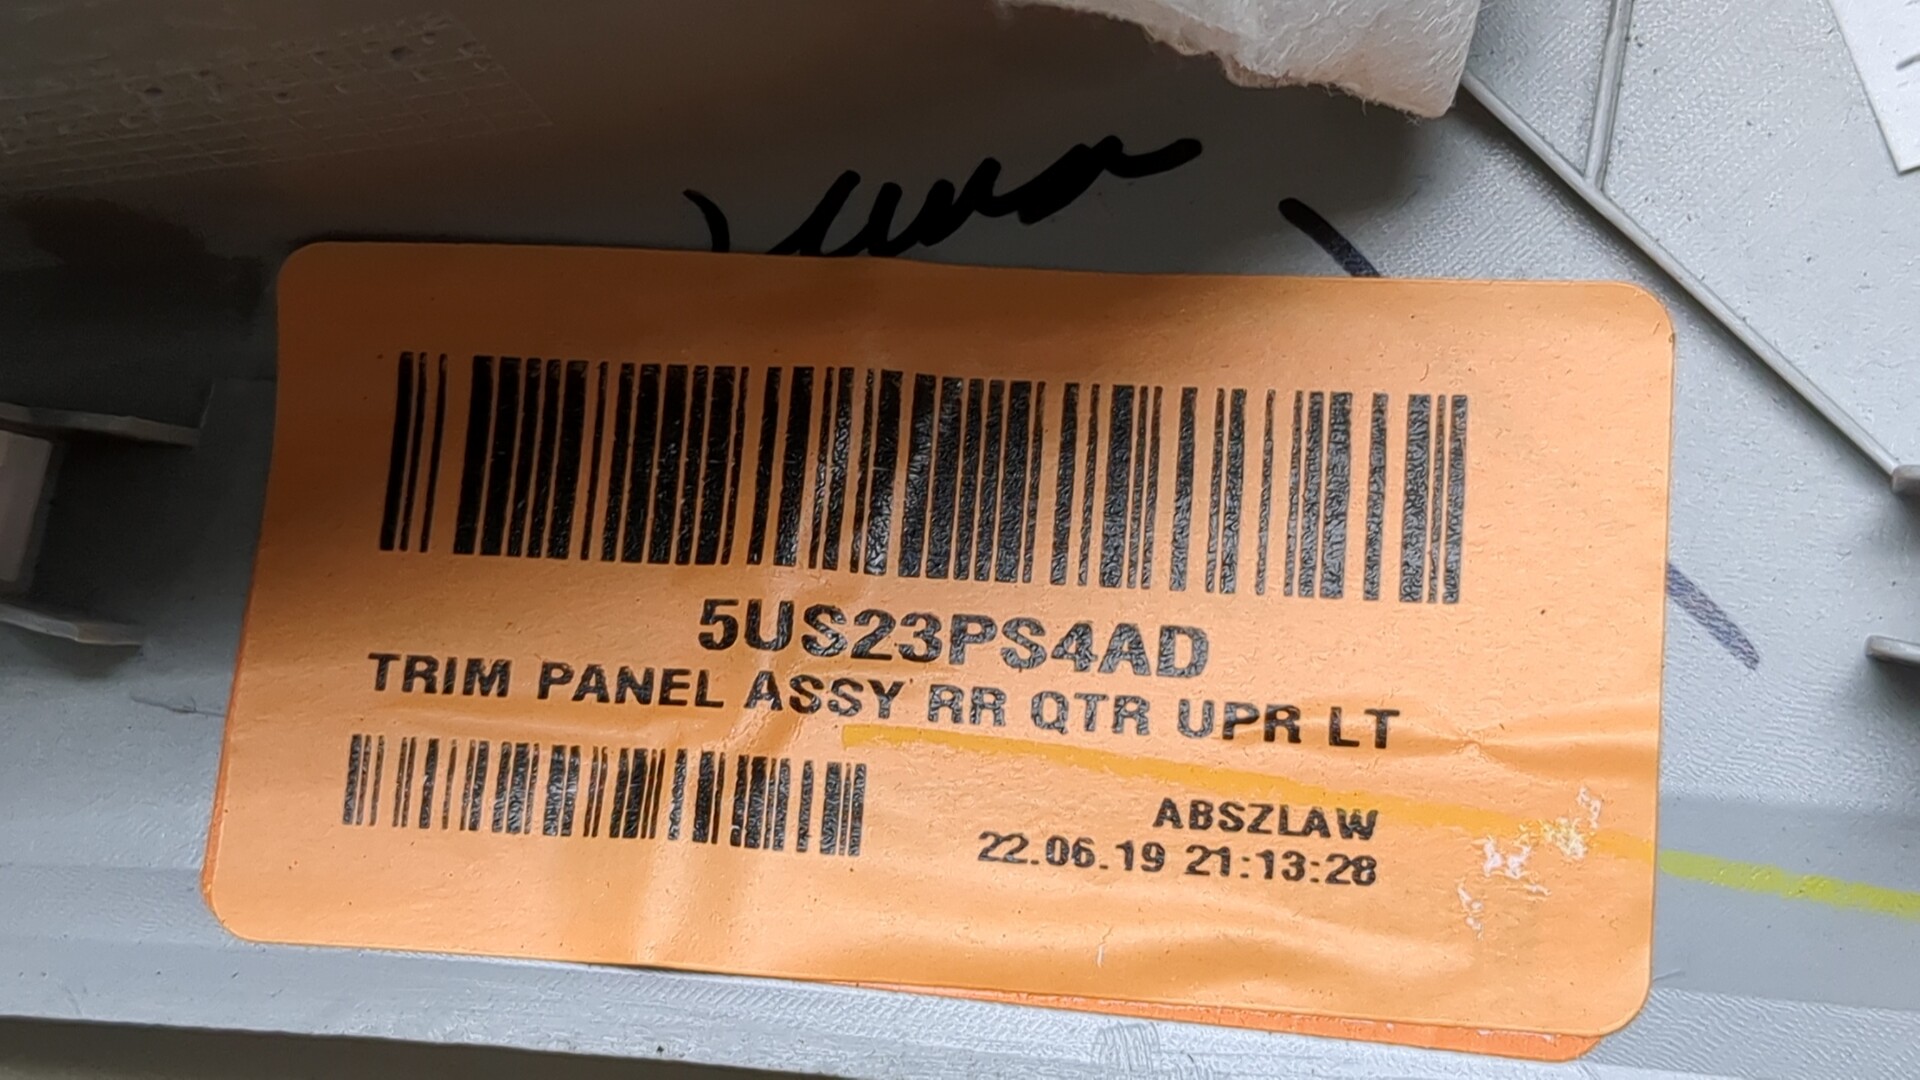 5US23PS4AD
TRIM PANEL ASSY RR QTR UPR LT
ABSZLAW
22.06.19 21:13:28